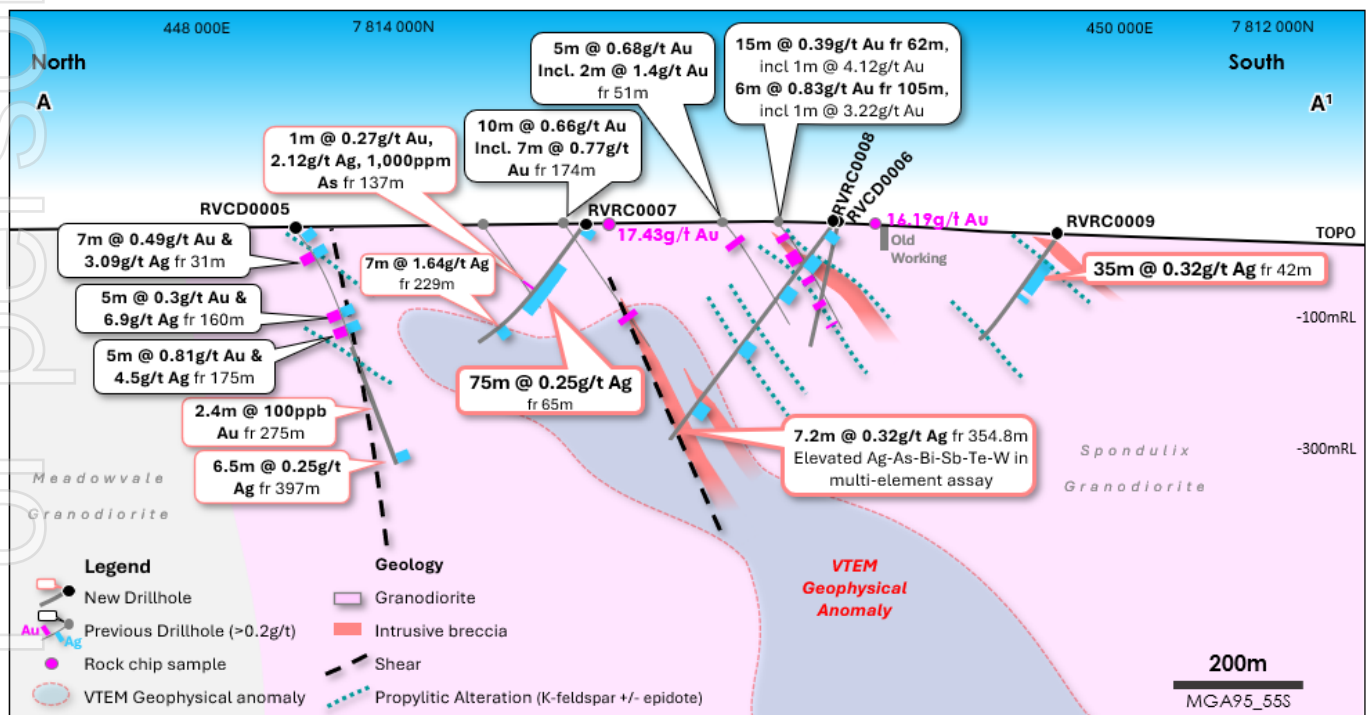 448 000E
7 814 000N
450 000E
7 812 000N
North
South
A
A¹
5m @ 0.68g/t Au
Incl. 2m @ 1.4g/t Au
fr 51m
15m @ 0.39g/t Au fr 62m,
incl 1m @ 4.12g/t Au
6m @ 0.83g/t Au fr 105m,
incl 1m @ 3.22g/t Au
1m @ 0.27g/t Au,
2.12g/t Ag, 1,000ppm
As fr 137m
10m @ 0.66g/t Au
Incl. 7m @ 0.77g/t
Au fr 174m
RVRC0008
RVCD0006
RVCD0005
RVRC0007
17.43g/t Au
16.19g/t Au
RVRC0009
TOPO
Old
Working
7m @ 0.49g/t Au &
3.09g/t Ag fr 31m
7m @ 1.64g/t Ag
fr 229m
35m @ 0.32g/t Ag fr 42m
5m @ 0.3g/t Au &
6.9g/t Ag fr 160m
-100mRL
5m @ 0.81g/t Au &
4.5g/t Ag fr 175m
75m @ 0.25g/t Ag
fr 65m
2.4m @ 100ppb
Au fr 275m
7.2m @ 0.32g/t Ag fr 354.8m
Elevated Ag-As-Bi-Sb-Te-W in
multi-element assay
-300mRL
6.5m @ 0.25g/t
Ag fr 397m
Meadowvale
Granodiorite
Spondulix
Granodiorite
VTEM
Geophysical
Anomaly
Legend
New Drillhole
Au
Ag
Previous Drillhole (>0.2g/t)
Rock chip sample
VTEM Geophysical anomaly
Geology
Granodiorite
Intrusive breccia
Shear
Propylitic Alteration (K-feldspar +/- epidote)
200m
MGA95_55S